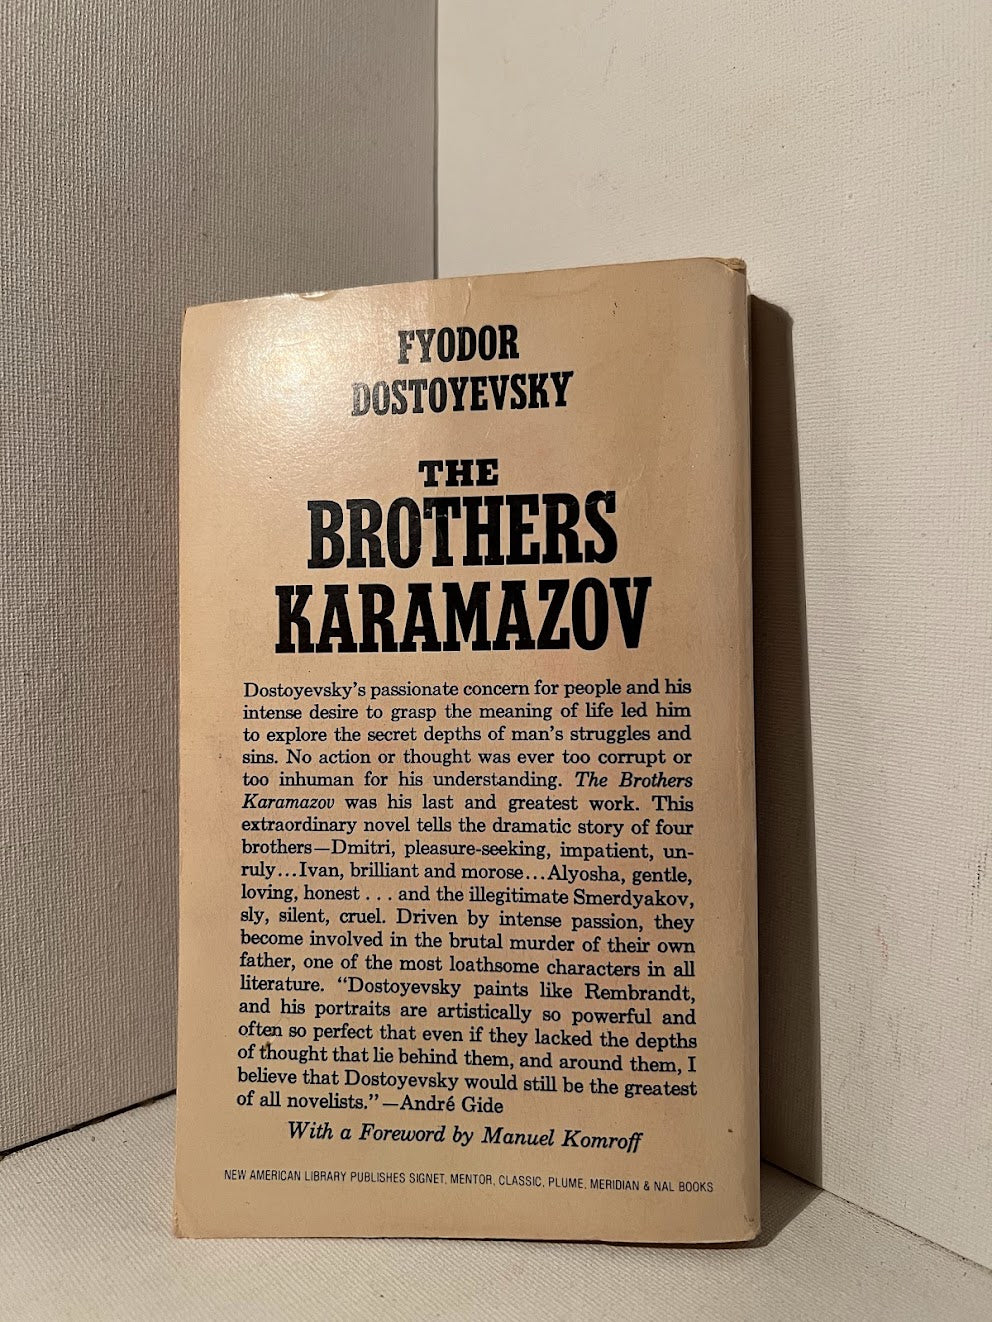 FYODOR
DOSTOYEVSKY
THE
BROTHERS
KARAMAZOV
Dostoyevsky's passionate concern for people and his
intense desire to grasp the meaning of life led him
to explore the secret depths of man's struggles and
sins. No action or thought was ever too corrupt or
too inhuman for his understanding. The Brothers
Karamazov was his last and greatest work. This
extraordinary novel tells the dramatic story of four
brothers—Dmitri, pleasure-seeking, impatient, un-
ruly...Ivan, brilliant and morose...Alyosha, gentle,
loving, honest . . . and the illegitimate Smerdyakov,
sly, silent, cruel. Driven by intense passion, they
become involved in the brutal murder of their own
father, one of the most loathsome characters in all
literature. “Dostoyevsky paints like Rembrandt,
and his portraits are artistically so powerful and
often so perfect that even if they lacked the depths
of thought that lie behind them, and around them, I
believe that Dostoyevsky would still be the greatest
of all novelists.”—André Gide
With a Foreword by Manuel Komroff
NEW AMERICAN LIBRARY PUBLISHES SIGNET, MENTOR, CLASSIC, PLUME, MERIDIAN & NAL BOOKS